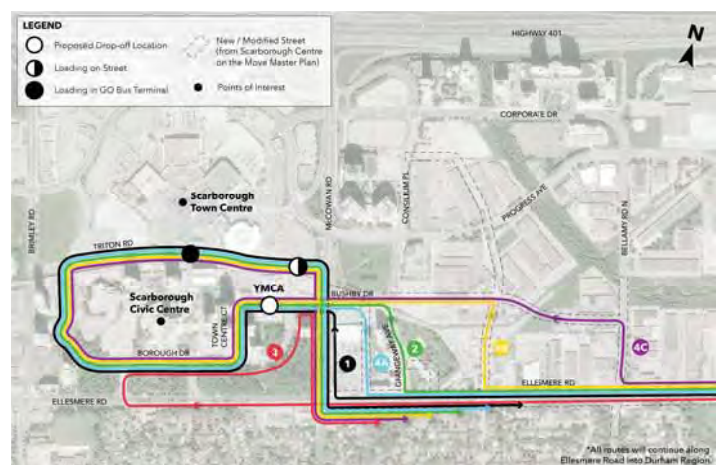 LEGEND
Proposed Drop-off Location
Loading on Street
Loading in GO Bus Terminal
New / Modified Street
(from Scarborough Centre
on the Move Master Plan)
Points of Interest
HIGHWAY 401
N
CORPORATE DR
BRIMLEY RD
Scarborough
Town Centre
MCCOWAN RD
CONSILIUM PL
PROGRESS AVE
BELLAMY RD N
TRITON RD
YMCA
BUSHBY DR
Scarborough
Civic Centre
TOWN
CENTRE CT
BOROUGH DR
3
1
4A
GRANGEWAY AVE
2
4C
ELLESMERE RD
ELLESMERE RD
*All routes will continue along
Ellesmere Road into Durham Region.